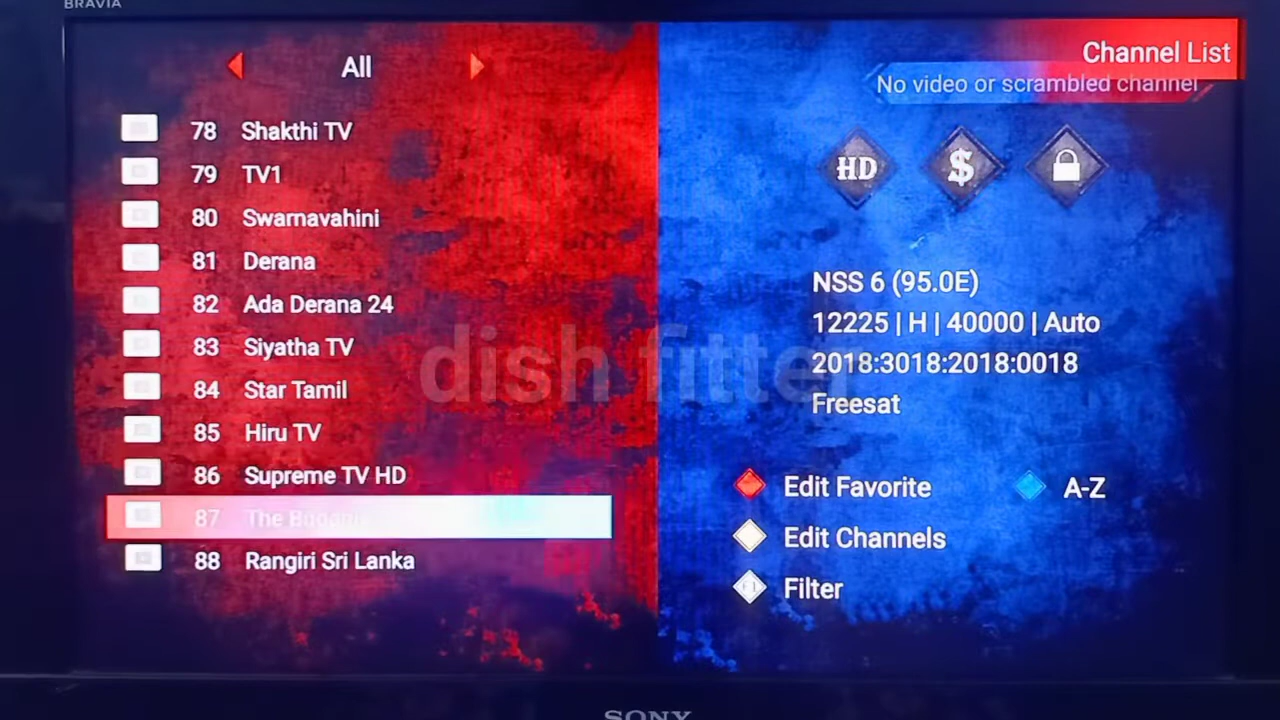 BRAVIA
All
Channel List
No video or scrambled channel
78 Shakthi TV
79 TV1
80 Swarnavahini
81 Derana
82 Ada Derana 24
83 Siyatha TV
84 Star Tamil
85 Hiru TV
86 Supreme TV HD
87 The
88 Rangiri Sri Lanka
HD $
NSS 6 (95.0E)
12225 | H | 40000 | Auto
2018:3018:2018:0018
Freesat
Edit Favorite
A-Z
Edit Channels
Filter
dish fitter
SONY